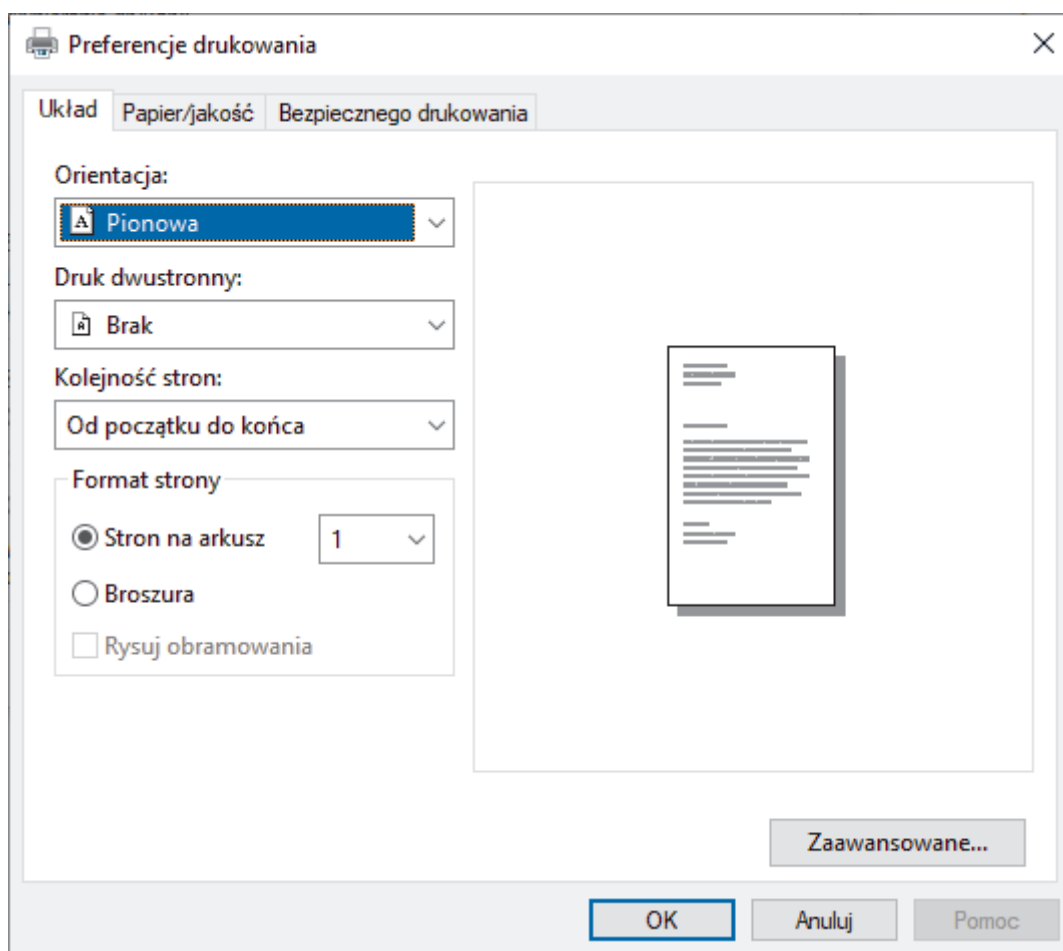 Preferencje drukowania
Układ
Papier/jakość
Bezpiecznego drukowania
Orientacja:
Pionowa
Druk dwustronny:
Brak
Kolejność stron:
Od początku do końca
Format strony
Stron na arkusz 1
Broszura
Rysuj obramowania
Zaawansowane...
OK
Anuluj
Pomoc